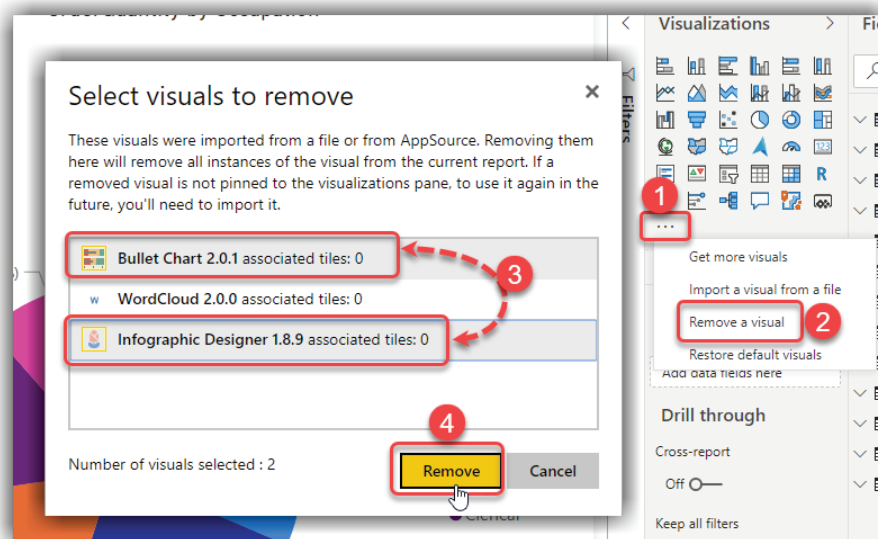 Order Quantity by Occupation
Select visuals to remove
These visuals were imported from a file or from AppSource. Removing them
here will remove all instances of the visual from the current report. If a
removed visual is not pinned to the visualizations pane, to use it again in the
future, you'll need to import it.
Bullet Chart 2.0.1 associated tiles: 0
w WordCloud 2.0.0 associated tiles: 0
Infographic Designer 1.8.9 associated tiles: 0
3
4
Number of visuals selected : 2
Remove
Cancel
Clerical
Filters
Visualizations
123
R
1
...
Get more visuals
Import a visual from a file
Remove a visual
2
Restore default visuals
Add data fields here
Drill through
Cross-report
Off
Keep all filters